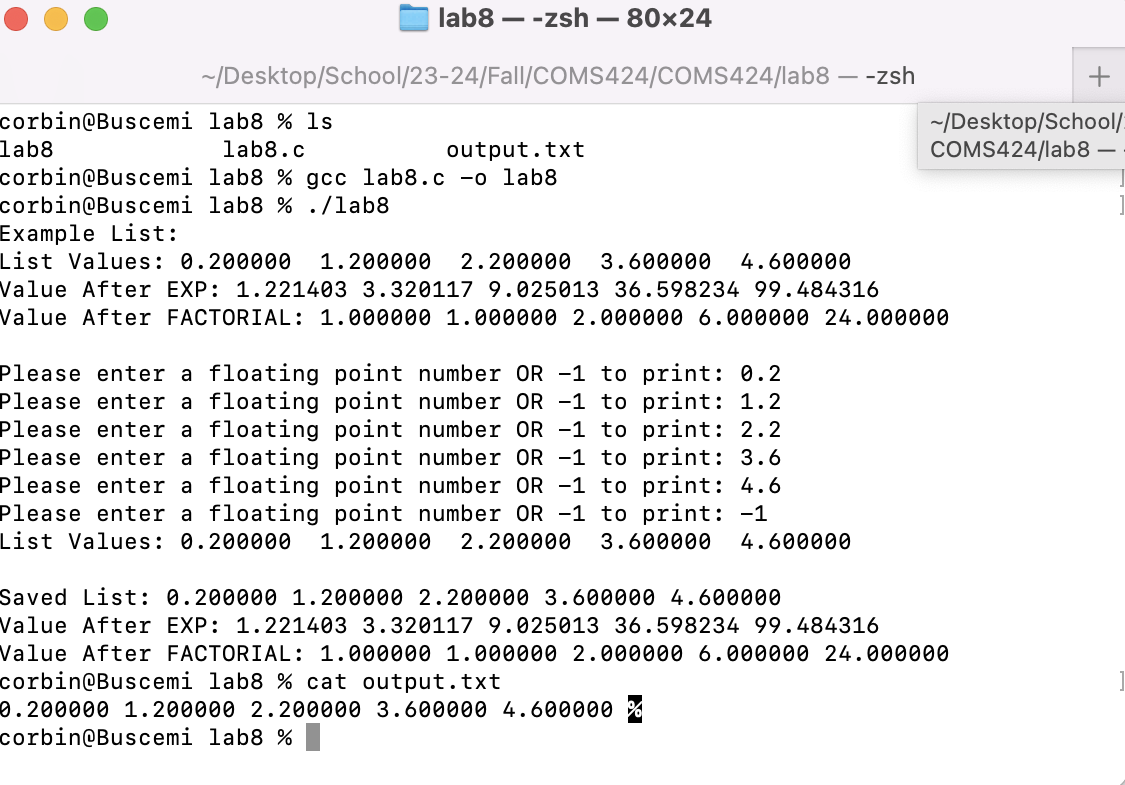 lab8 — -zsh — 80×24
~/Desktop/School/23-24/Fall/COMS424/COMS424/lab8 — -zsh
+
~/Desktop/School/
COMS424/lab8 —
corbin@Buscemi lab8 % ls
lab8            lab8.c          output.txt
corbin@Buscemi lab8 % gcc lab8.c -o lab8
corbin@Buscemi lab8 % ./lab8
Example List:
List Values: 0.200000  1.200000  2.200000  3.600000  4.600000
Value After EXP: 1.221403 3.320117 9.025013 36.598234 99.484316
Value After FACTORIAL: 1.000000 1.000000 2.000000 6.000000 24.000000
Please enter a floating point number OR -1 to print: 0.2
Please enter a floating point number OR -1 to print: 1.2
Please enter a floating point number OR -1 to print: 2.2
Please enter a floating point number OR -1 to print: 3.6
Please enter a floating point number OR -1 to print: 4.6
Please enter a floating point number OR -1 to print: -1
List Values: 0.200000  1.200000  2.200000  3.600000  4.600000
Saved List: 0.200000 1.200000 2.200000 3.600000 4.600000
Value After EXP: 1.221403 3.320117 9.025013 36.598234 99.484316
Value After FACTORIAL: 1.000000 1.000000 2.000000 6.000000 24.000000
corbin@Buscemi lab8 % cat output.txt
0.200000 1.200000 2.200000 3.600000 4.600000 %
corbin@Buscemi lab8 %